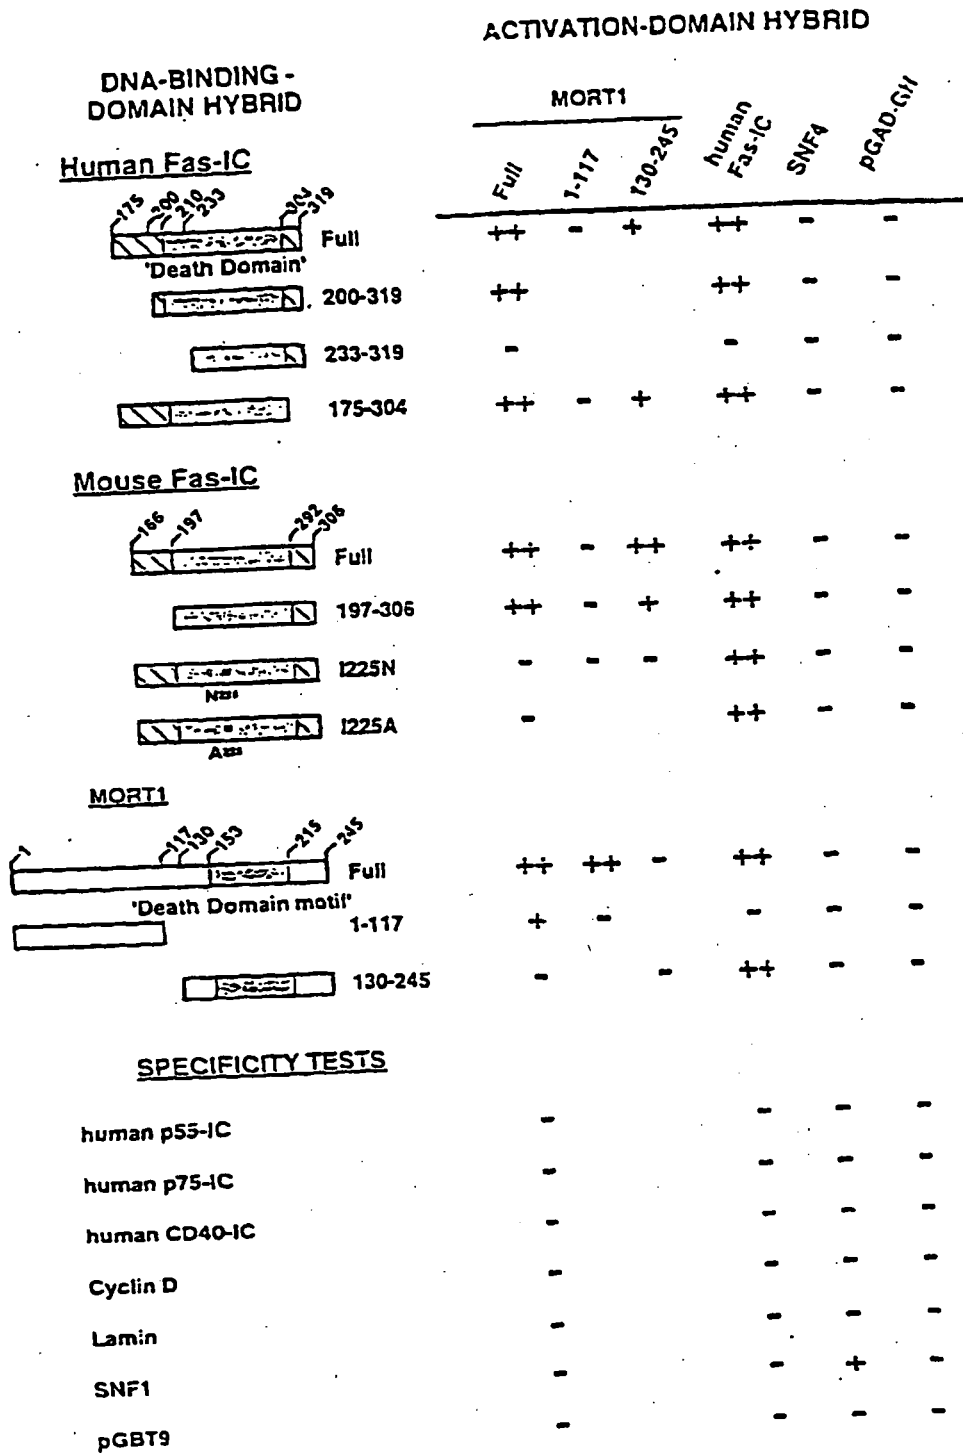 ACTIVATION-DOMAIN HYBRID
DNA-BINDING -
DOMAIN HYBRID
MORT1
Full
1-117
130-245
human
Fas-IC
SNF4
pGAD-GH
Human Fas-IC
175
200
210
233
304
319
Full ++ - + ++ - -
'Death Domain'
200-319 ++ ++ - -
233-319 - - - -
175-304 ++ - + ++ - -
Mouse Fas-IC
166
197
292
306
Full ++ - ++ ++ - -
197-306 ++ - + ++ - -
I225N - - - ++ - -
I225A - ++ - -
MORT1
1
117
130
153
215
245
Full ++ ++ - ++ - -
'Death Domain motif'
1-117 + - - - -
130-245 - - ++ - -
SPECIFICITY TESTS
human p55-IC - - - -
human p75-IC - - - -
human CD40-IC - - - -
Cyclin D - - - -
Lamin - - - -
SNF1 - - + -
pGBT9 - - - -